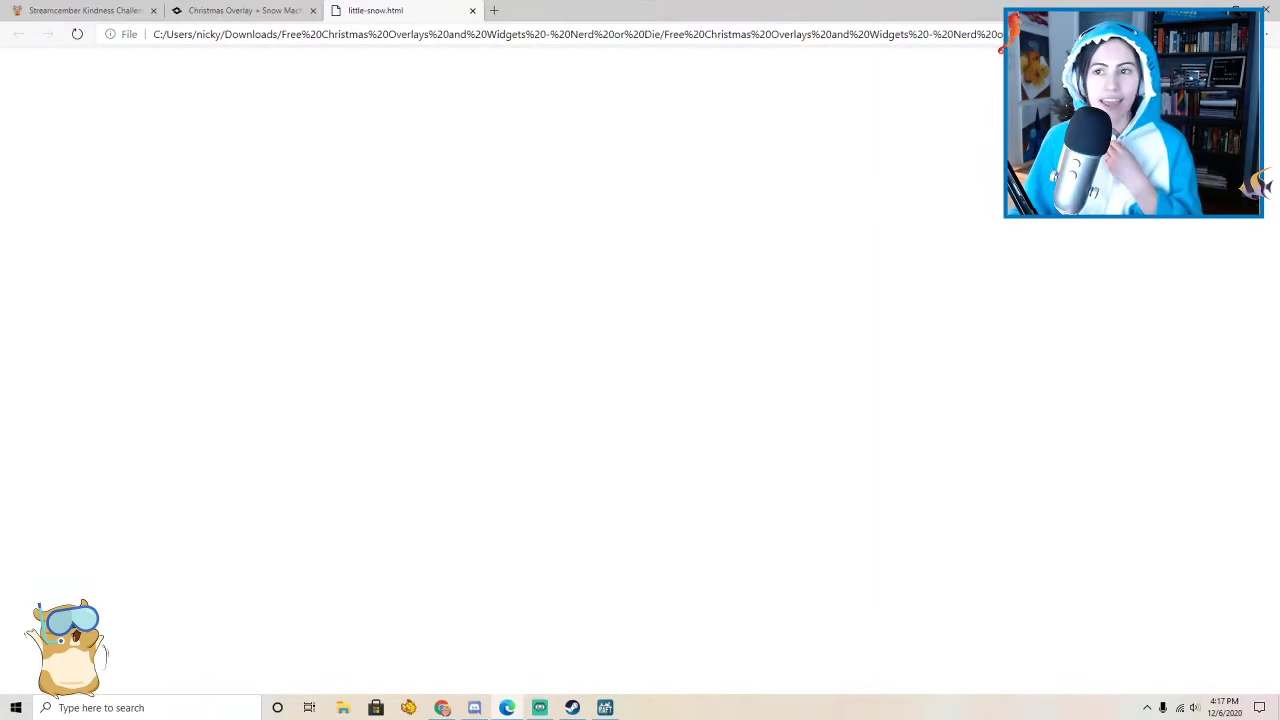 Streamcember Kindness Challe
Christmas Overlay + Snow Mac
little-snow.html
File
C:/Users/nicky/Downloads/Free%20Christmas%20Overlays%20and%20Widgets%20-%20Nerd%20or%20Die/Free%20Christmas%20Overlays%20and%20Widgets%20-%20Nerd%20o
Type here to search
4:17 PM
12/6/2020